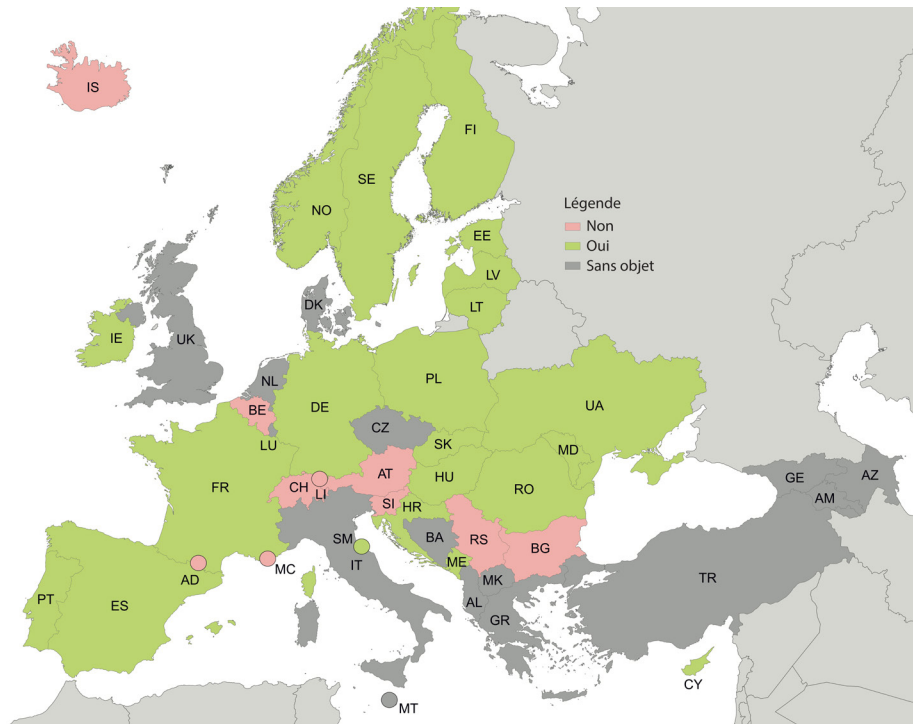 IS
FI
SE
NO
Légende
Non
Oui
Sans objet
EE
LV
LT
DK
IE
UK
NL
PL
BE
DE
UA
CZ
LU
SK
MD
AT
HU
FR
CH
LI
RO
SI
HR
GE
AZ
AM
SM
BA
RS
BG
IT
ME
MC
AD
MK
TR
PT
ES
AL
GR
CY
MT